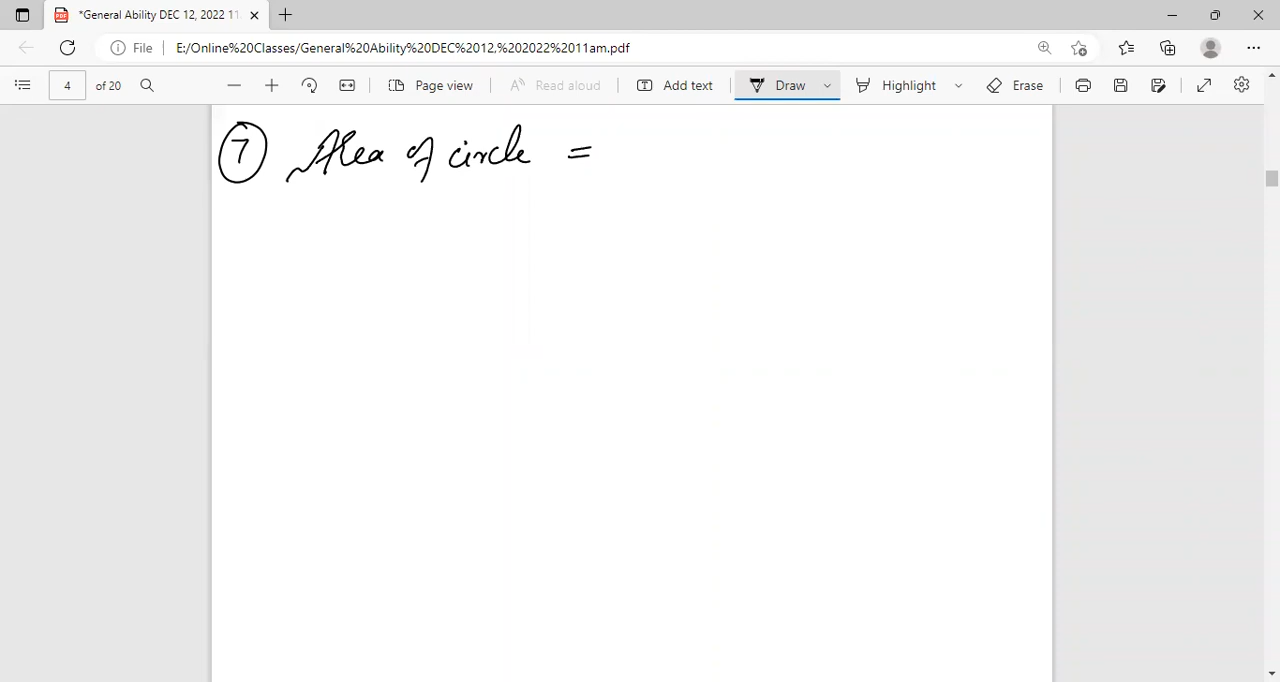 *General Ability DEC 12, 2022 11
File E:/Online%20Classes/General%20Ability%20DEC%2012,%202022%2011am.pdf
4 of 20 Page view Read aloud Add text Draw Highlight Erase
7 Area of circle =